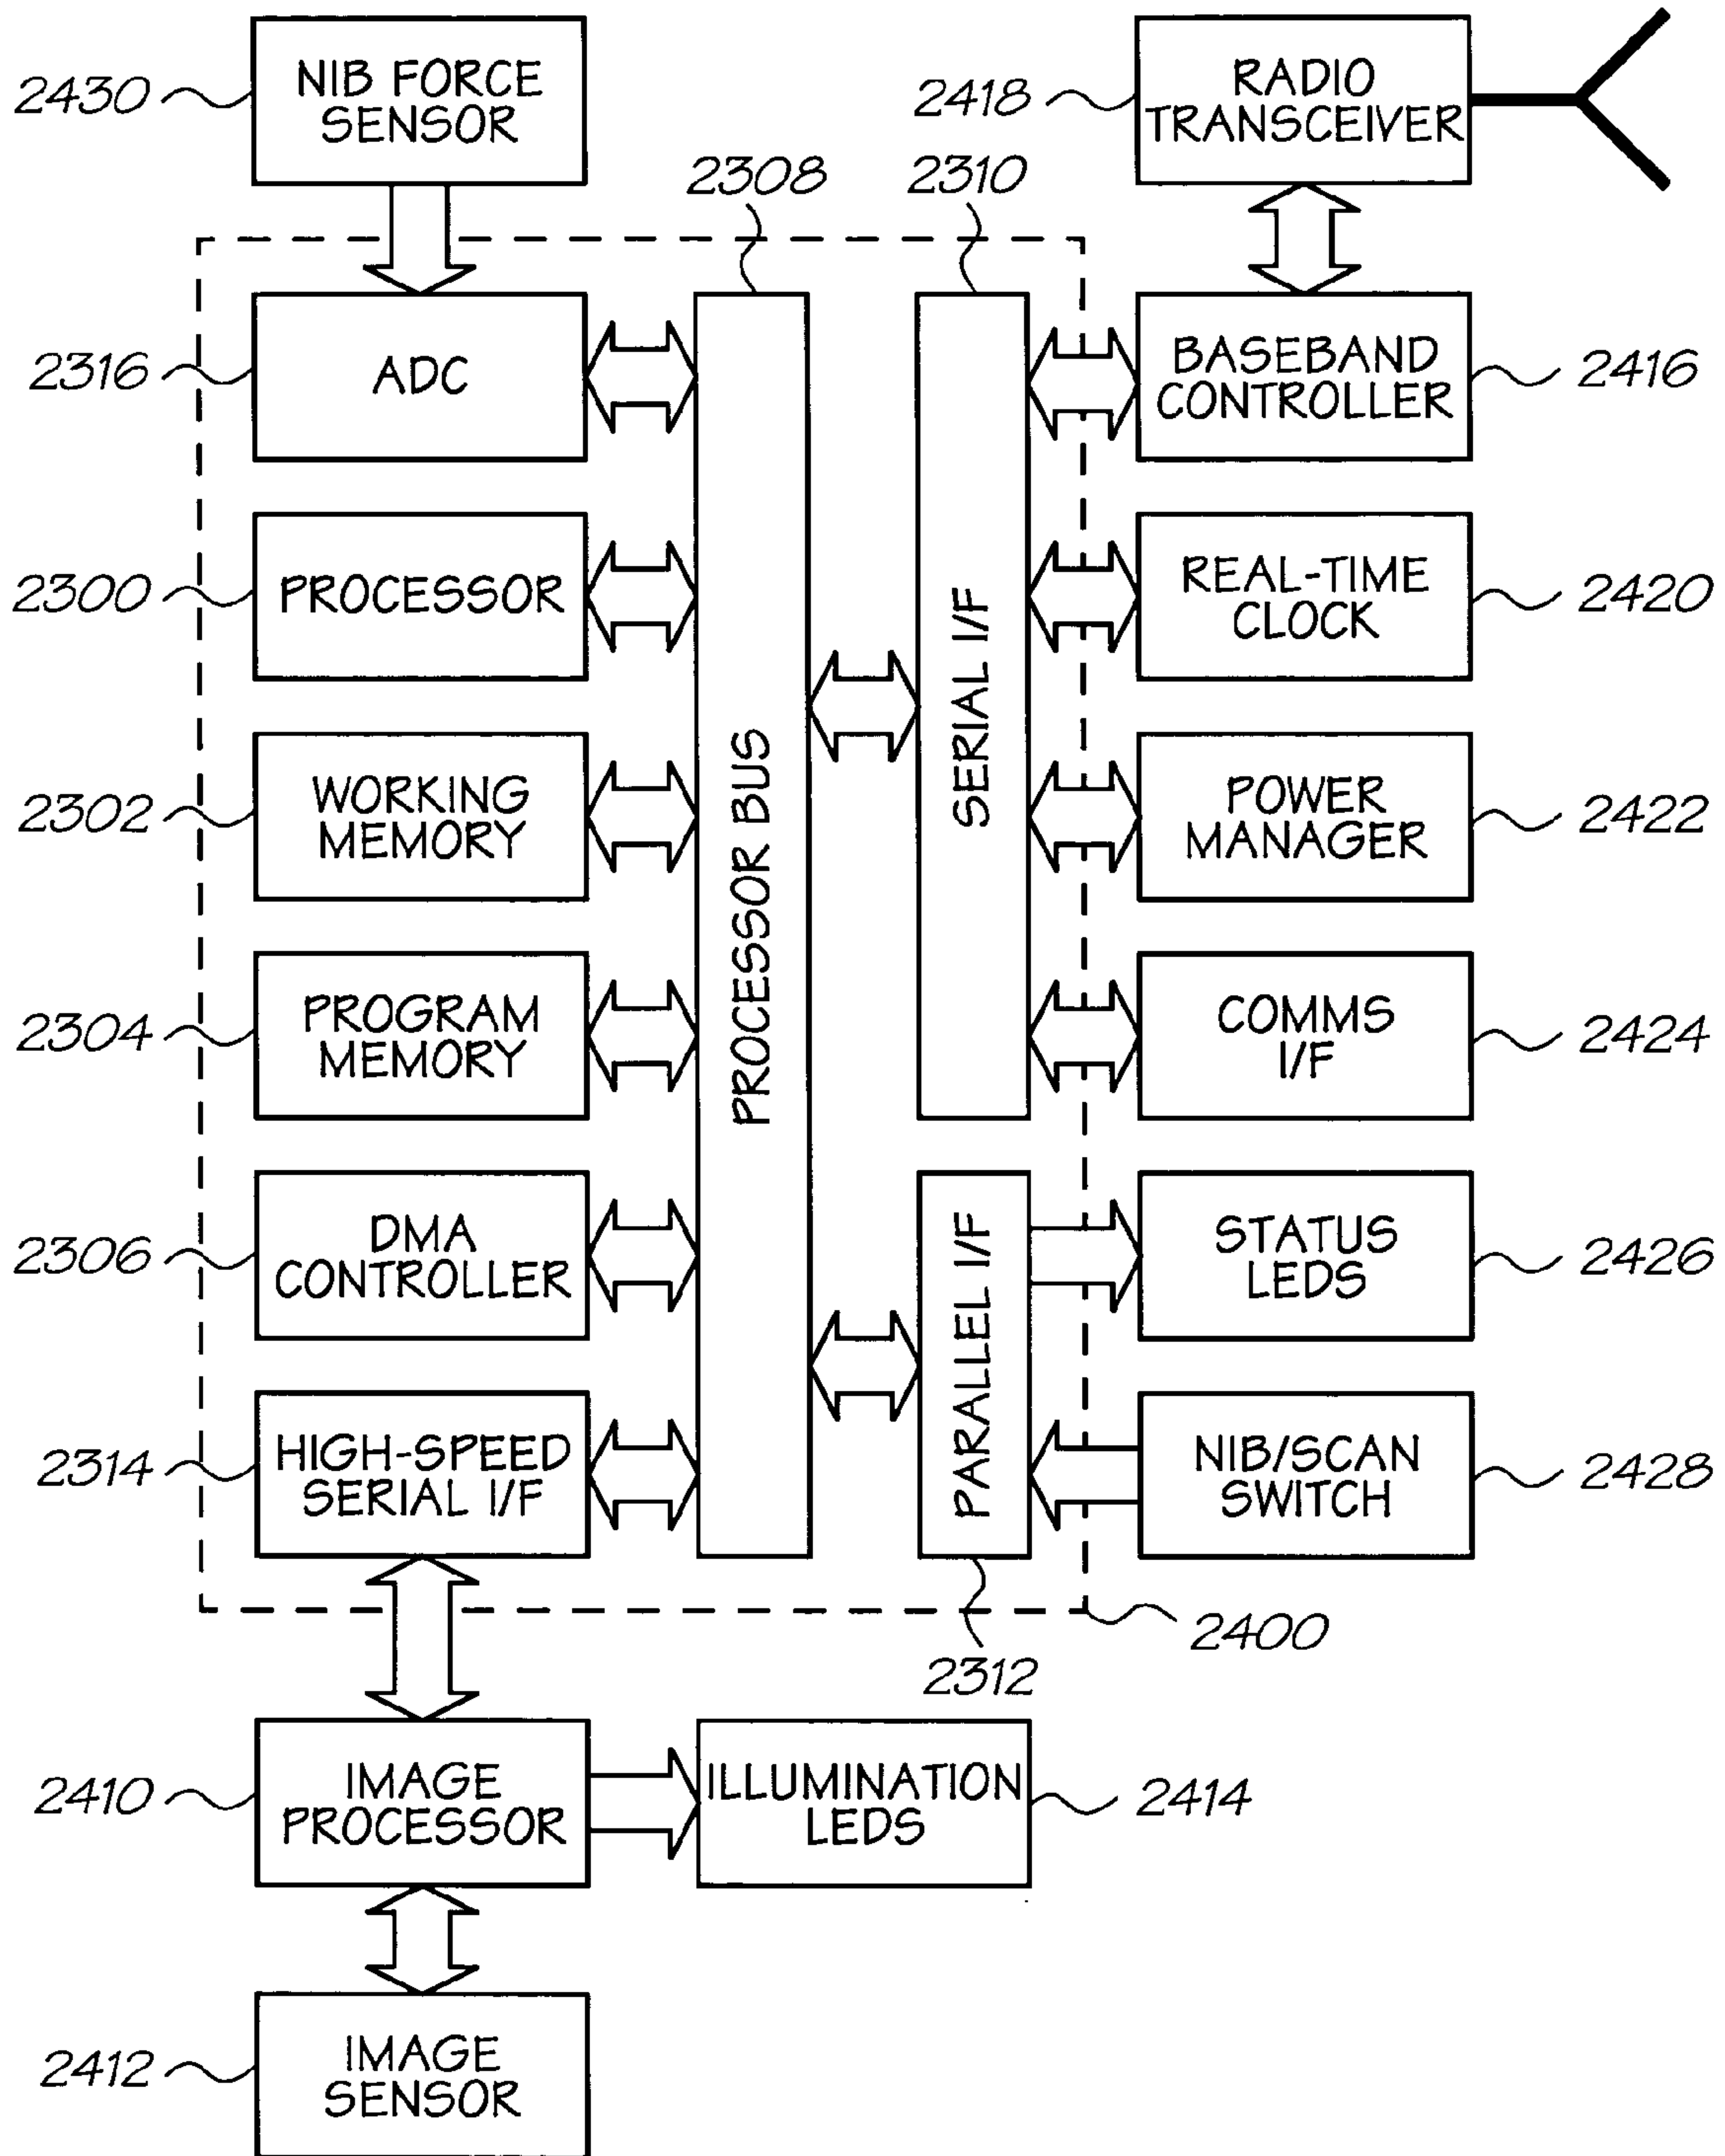 2430
NIB FORCE
SENSOR
2418
RADIO
TRANSCEIVER
2308
2310
2316
ADC
BASEBAND
CONTROLLER
2416
2300
PROCESSOR
REAL-TIME
CLOCK
2420
2302
WORKING
MEMORY
PROCESSOR BUS
SERIAL I/F
POWER
MANAGER
2422
2304
PROGRAM
MEMORY
COMMS
I/F
2424
2306
DMA
CONTROLLER
PARALLEL I/F
STATUS
LEDS
2426
2314
HIGH-SPEED
SERIAL I/F
NIB/SCAN
SWITCH
2428
2400
2312
2410
IMAGE
PROCESSOR
ILLUMINATION
LEDS
2414
2412
IMAGE
SENSOR